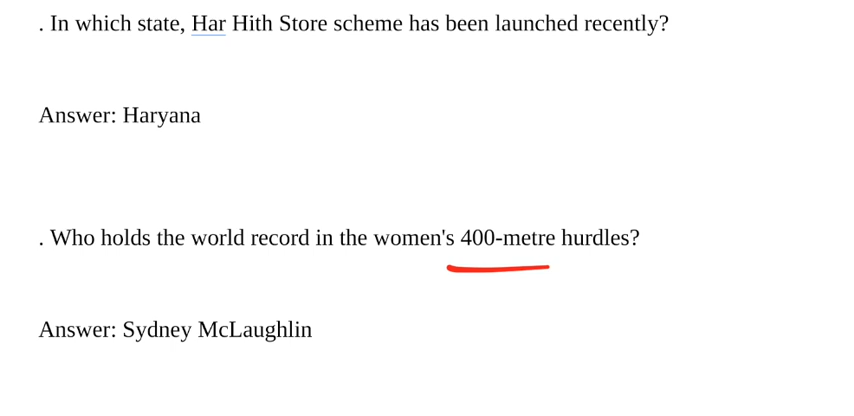 . In which state, Har Hith Store scheme has been launched recently?
Answer: Haryana
. Who holds the world record in the women's 400-metre hurdles?
Answer: Sydney McLaughlin